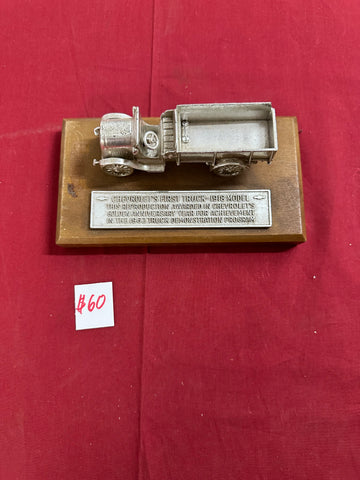 CHEVROLET'S FIRST TRUCK-1918 MODEL
THIS REPRODUCTION AWARDED IN CHEVROLET'S
GOLDEN ANNIVERSARY YEAR FOR ACHIEVEMENT
IN THE TRUCK DEMONSTRATION PROGRAM
$60